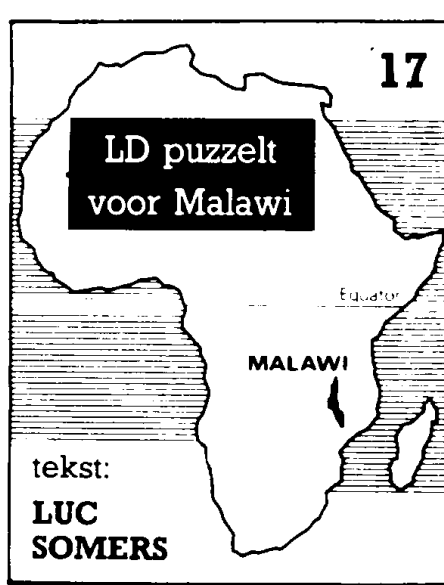 17
LD puzzelt
voor Malawi
Equator
MALAWI
tekst:
LUC
SOMERS